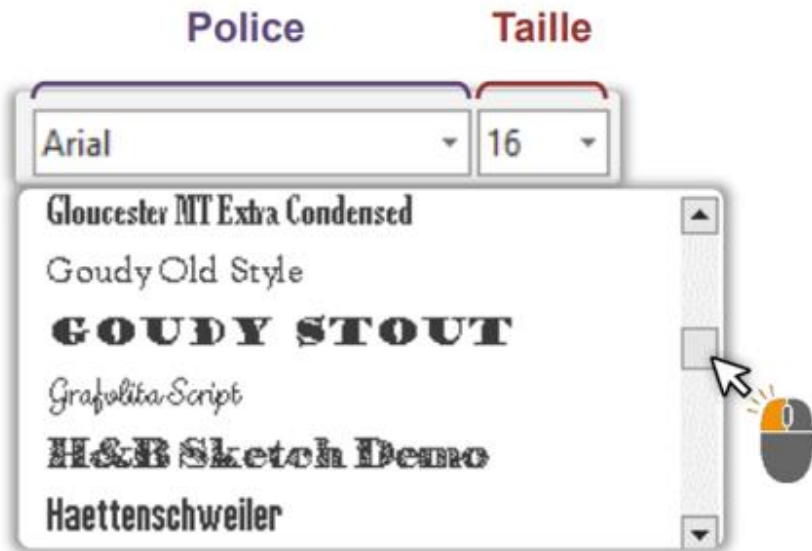 Police Taille
Arial 16
Gloucester MT Extra Condensed
Goudy Old Style
GOUDY STOUT
Grafolita Script
H&B Sketch Demo
Haettenschweiler